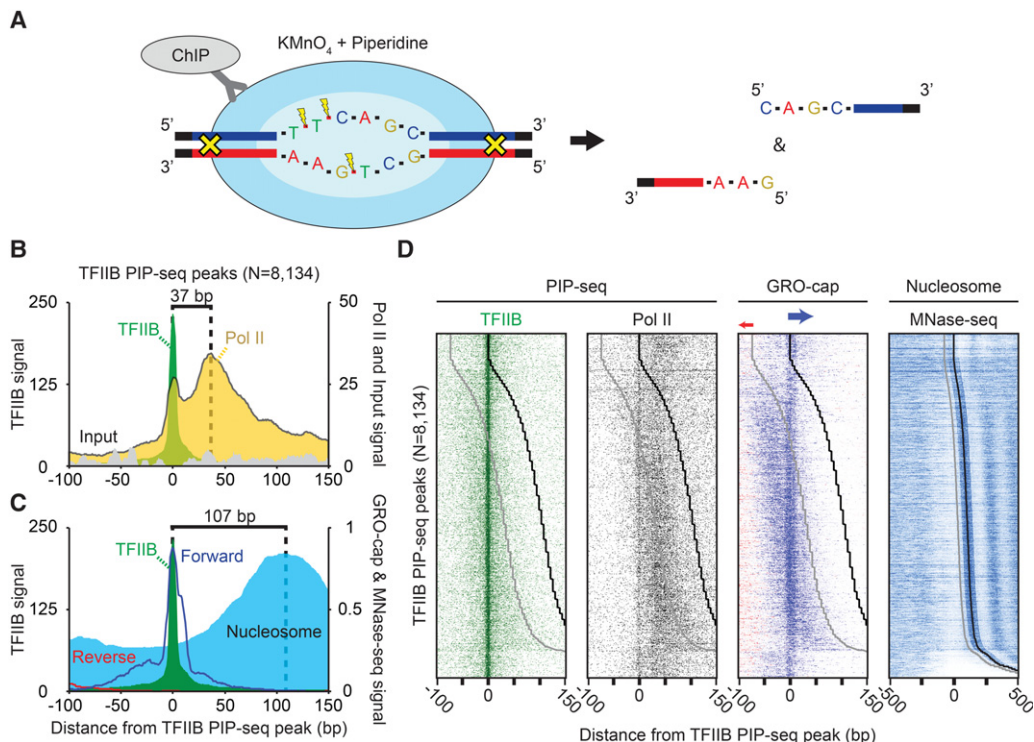 A
ChIP
KMnO4 + Piperidine
5'
3'
T T C A G C
A A G T C G
3'
5'
5'
C A G C
3'
&
3'
A A G
5'
B
TFIIB PIP-seq peaks (N=8,134)
37 bp
TFIIB
Pol II
Input
TFIIB signal
250
125
0
Pol II and Input signal
50
25
0
-100 -50 0 50 100 150
C
107 bp
TFIIB
Forward
Nucleosome
Reverse
TFIIB signal
250
125
0
GRO-cap & MNase-seq signal
1
0.5
0
-100 -50 0 50 100 150
Distance from TFIIB PIP-seq peak (bp)
D
PIP-seq
GRO-cap
Nucleosome
TFIIB
Pol II
MNase-seq
TFIIB PIP-seq peaks (N=8,134)
-100 0 150
-100 0 150
-100 0 150
-500 0 500
Distance from TFIIB PIP-seq peak (bp)